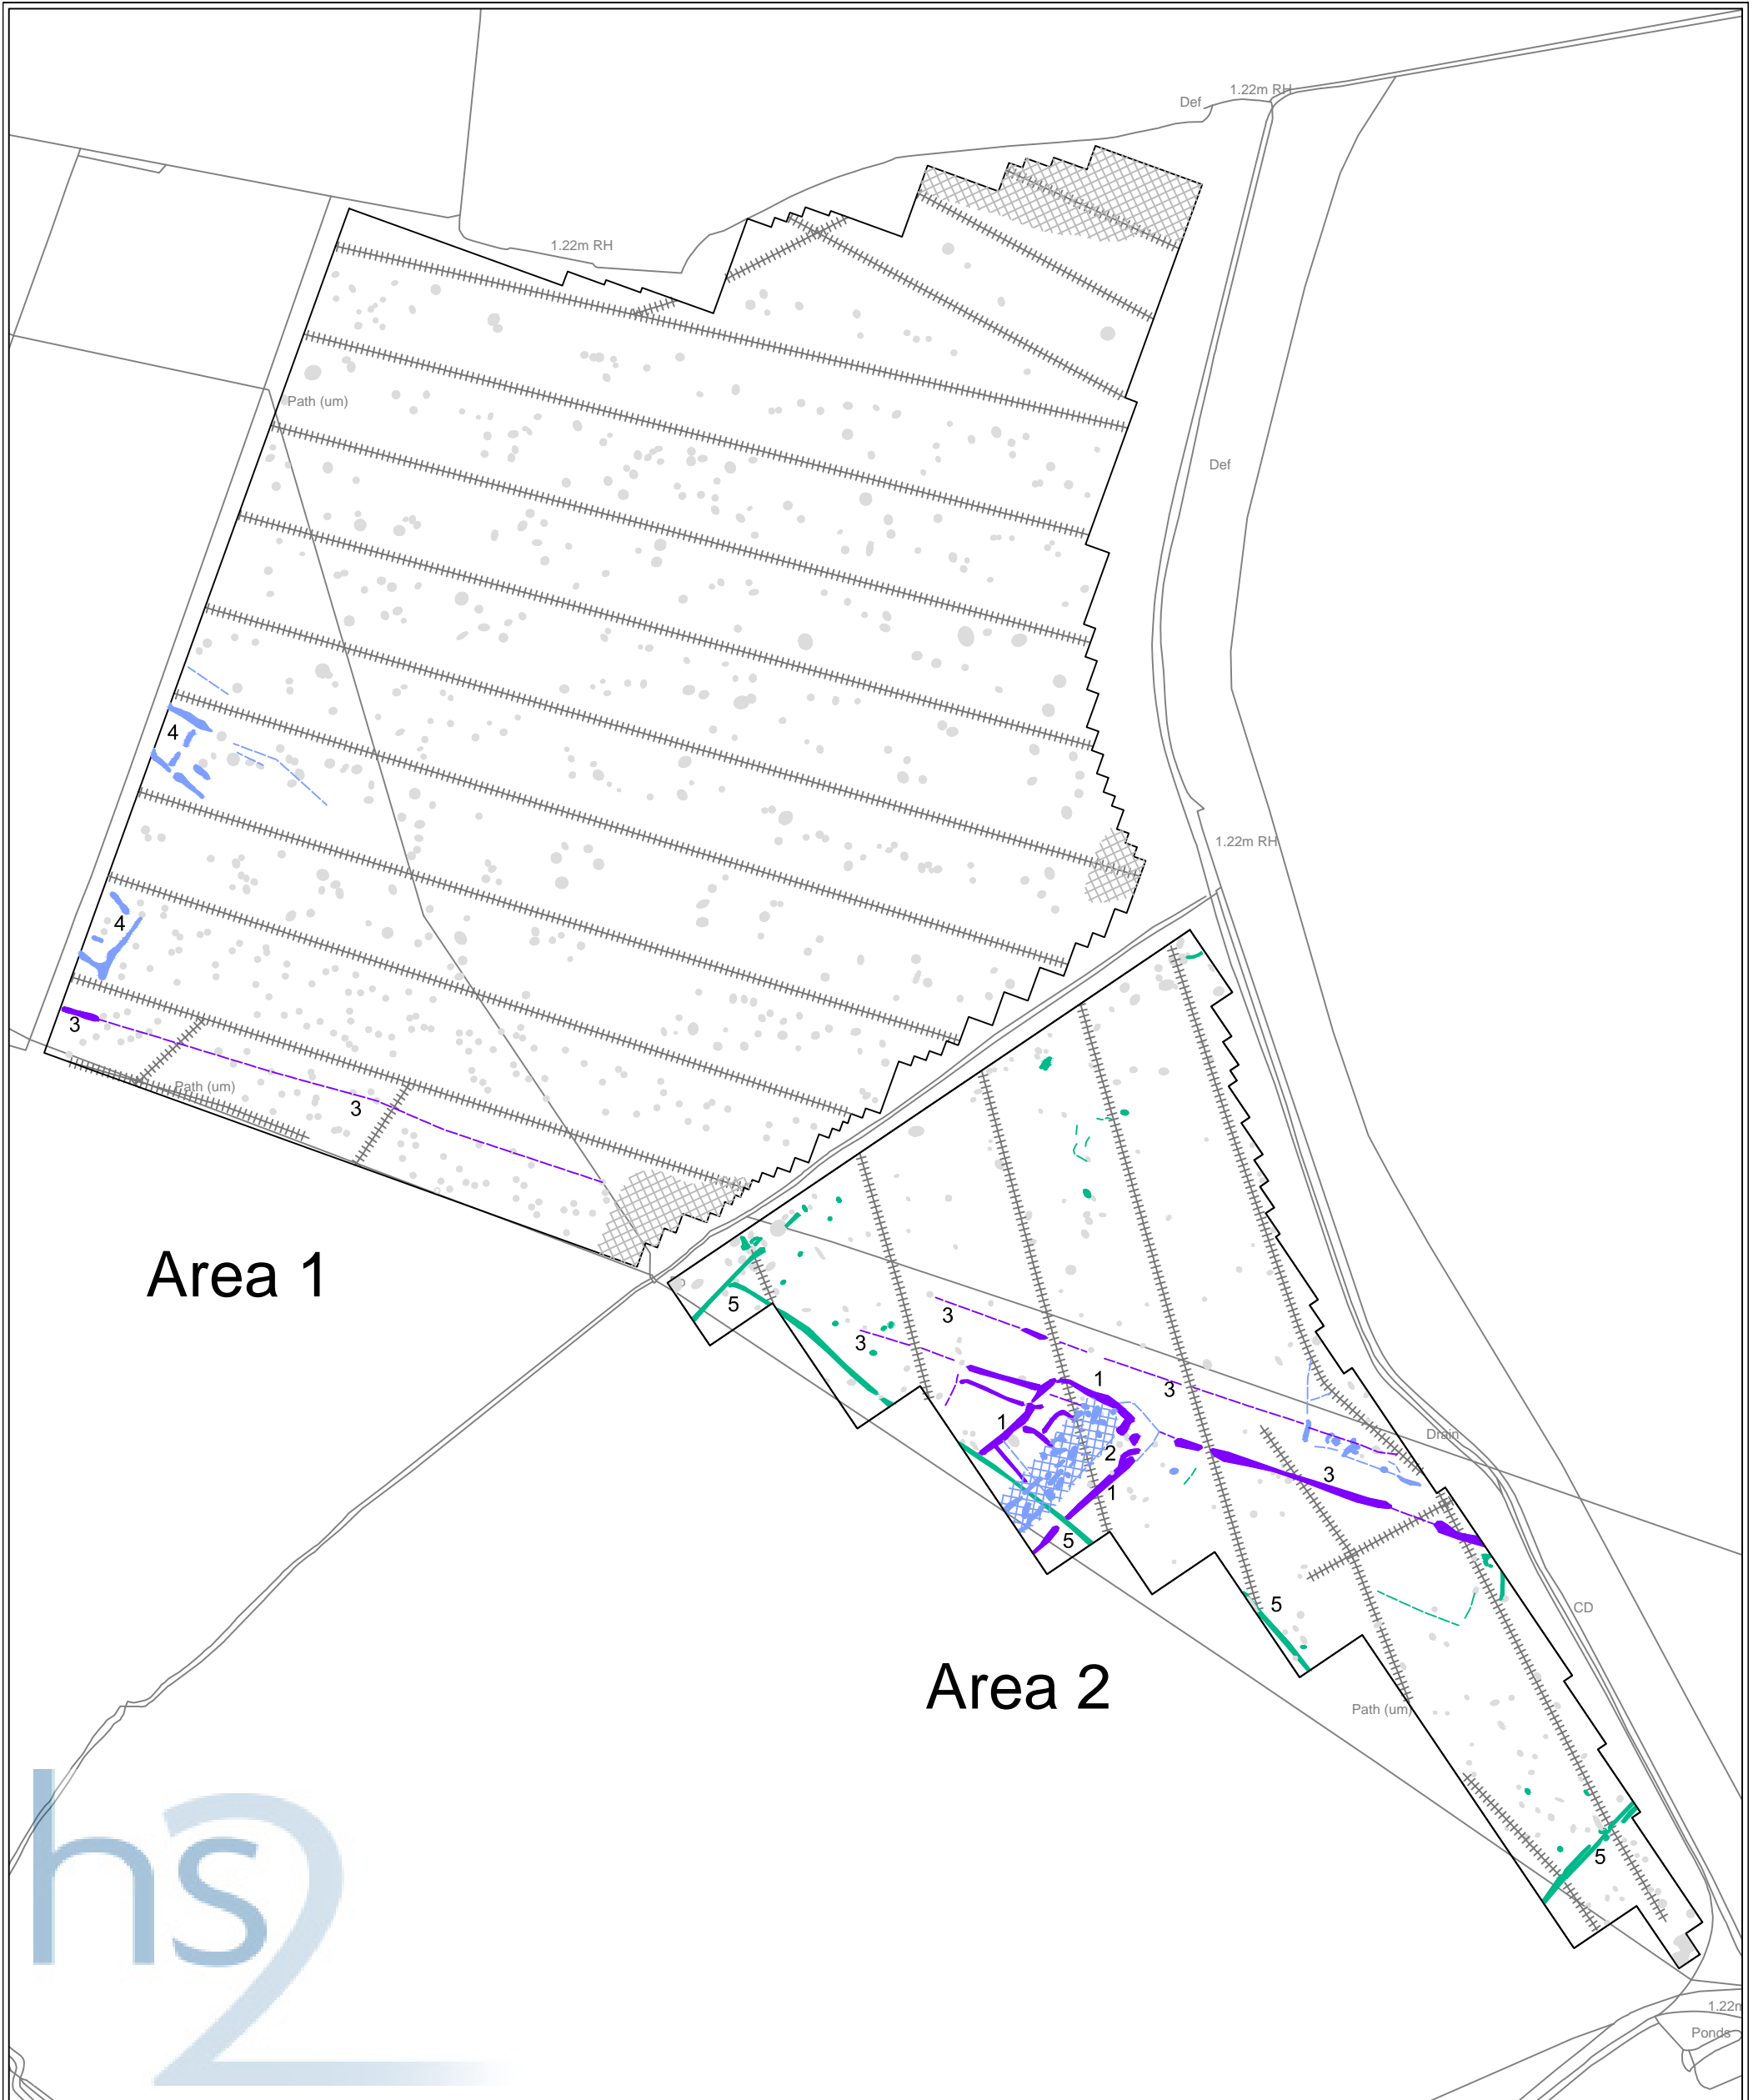 Def
1.22m RH
1.22m RH
Path (um)
Def
4
1.22m RH
4
3
Path (um)
3
Area 1
5
3
3
1
3
1
Drain
2
3
1
5
5
CD
Area 2
Path (um)
5
hs2
1.22m
Ponds